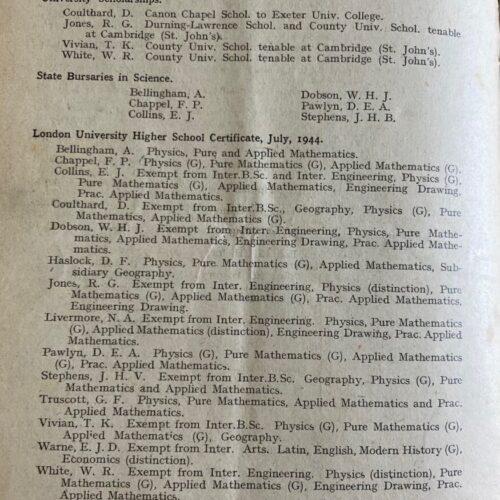 University Scholarships.
Coulthard, D. Canon Chapel Schol. to Exeter Univ. College.
Jones, R. G. Durning-Lawrence Schol. and County Univ. Schol. tenable
at Cambridge (St. John's).
Vivian, T. K. County Univ. Schol. tenable at Cambridge (St. John's).
White, W. R. County Univ. Schol. tenable at Cambridge (St. John's).
State Bursaries in Science.
Bellingham, A. Dobson, W. H. J.
Chappel, F. P. Pawlyn, D. E. A.
Collins, E. J. Stephens, J. H. B.
London University Higher School Certificate, July, 1944.
Bellingham, A. Physics, Pure and Applied Mathematics.
Chappel, F. P. Physics (G), Pure Mathematics (G), Applied Mathematics (G).
Collins, E. J. Exempt from Inter.B.Sc. and Inter. Engineering, Physics (G),
Pure Mathematics (G), Applied Mathematics, Engineering Drawing,
Prac. Applied Mathematics.
Coulthard, D. Exempt from Inter.B.Sc., Geography, Physics (G), Pure
Mathematics, Applied Mathematics (G).
Dobson, W. H. J. Exempt from Inter. Engineering, Physics, Pure Mathe-
matics, Applied Mathematics, Engineering Drawing, Prac. Applied Mathe-
matics.
Haslock, D. F. Physics, Pure Mathematics (G), Applied Mathematics, Sub-
sidiary Geography.
Jones, R. G. Exempt from Inter. Engineering, Physics (distinction), Pure
Mathematics (G), Applied Mathematics (G), Prac. Applied Mathematics,
Engineering Drawing.
Livermore, N. A. Exempt from Inter. Engineering. Physics, Pure Mathematics
(G), Applied Mathematics (distinction), Engineering Drawing, Prac. Applied
Mathematics.
Pawlyn, D. E. A. Physics (G), Pure Mathematics (G), Applied Mathematics
(G), Prac. Applied Mathematics.
Stephens, J. H. V. Exempt from Inter.B.Sc. Geography, Physics (G), Pure
Mathematics and Applied Mathematics.
Truscott, G. F. Physics, Pure Mathematics, Applied Mathematics and Prac.
Applied Mathematics.
Vivian, T. K. Exempt from Inter.B.Sc. Physics (G), Pure Mathematics (G),
Applied Mathematics (G), Geography.
Warne, E. J. D. Exempt from Inter. Arts. Latin, English, Modern History (G),
Economics (distinction).
White, W. R. Exempt from Inter. Engineering. Physics (distinction), Pure
Mathematics (G), Applied Mathematics (G), Engineering Drawing, Prac.
Applied Mathematics.